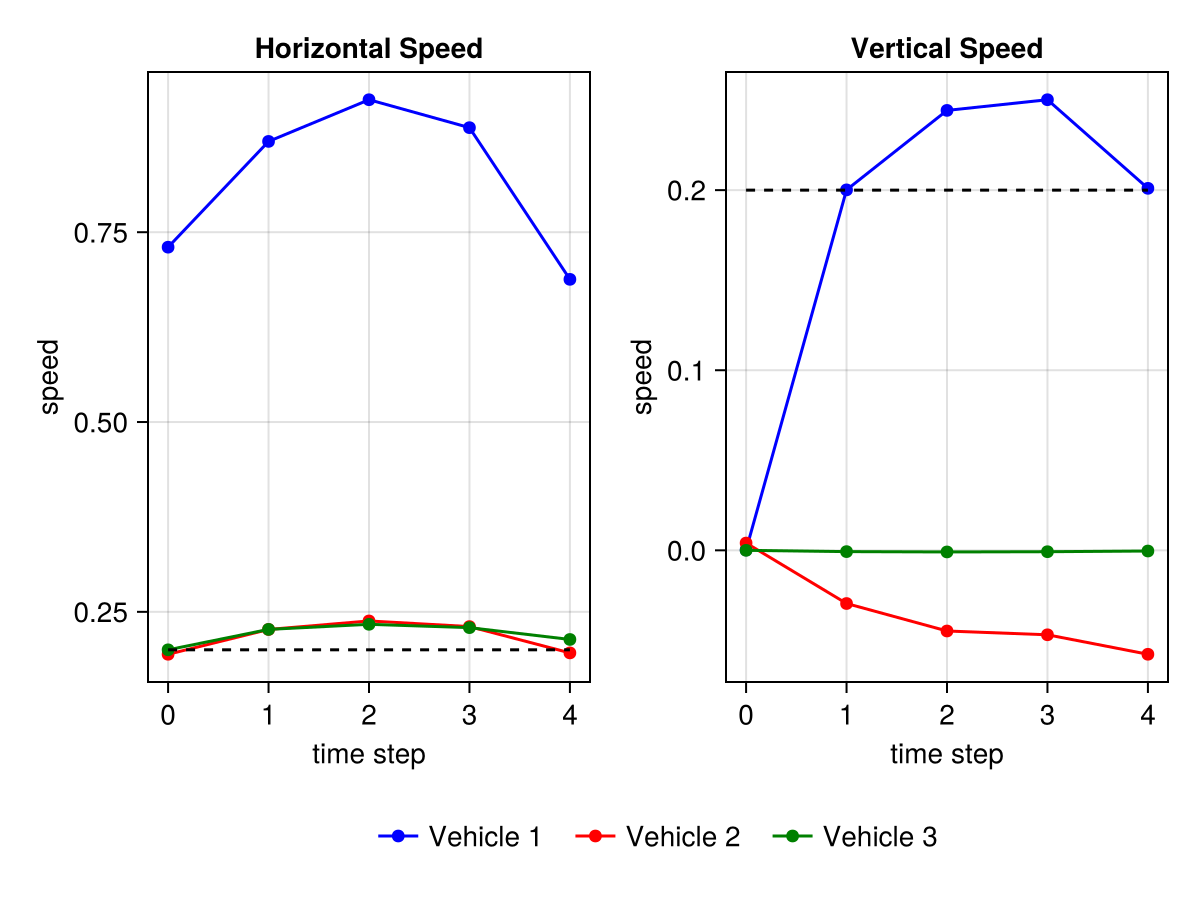 Horizontal Speed
0.75
0.50
0.25
speed
0 1 2 3 4
time step
Vertical Speed
0.2
0.1
0.0
speed
0 1 2 3 4
time step
Vehicle 1 Vehicle 2 Vehicle 3